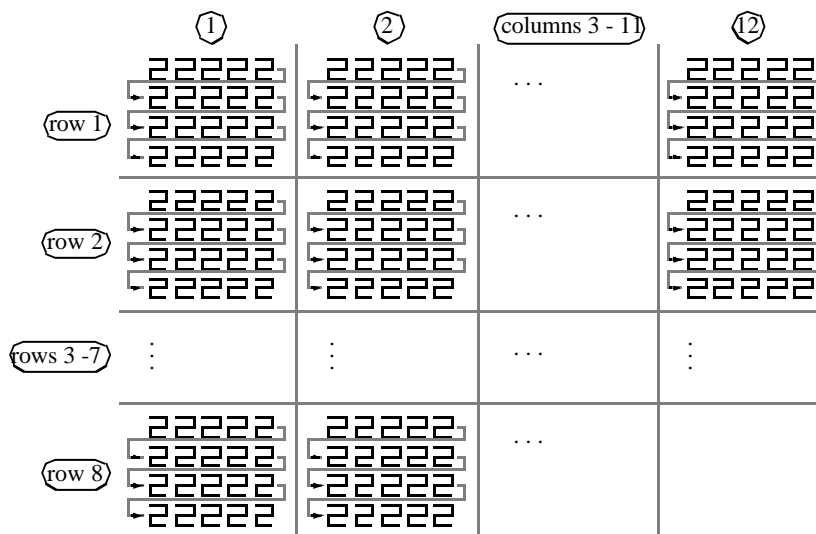 1 2 columns 3 - 11 12
row 1 . . .
row 2 . . .
rows 3 -7 . . . . . . . . . . . .
row 8 . . .